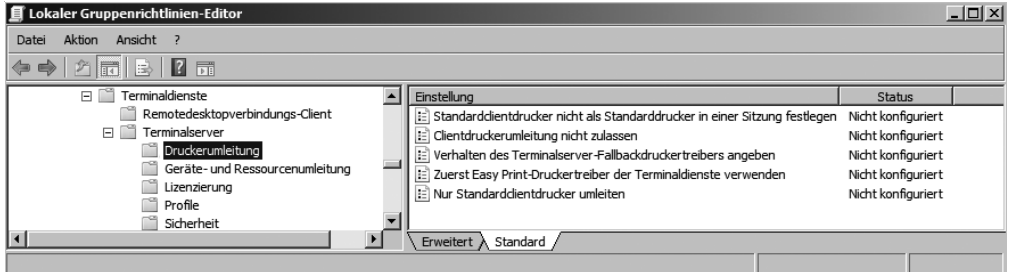 Lokaler Gruppenrichtlinien-Editor
Datei Aktion Ansicht ?
Terminaldienste
Remotedesktopverbindungs-Client
Terminalserver
Druckerumleitung
Geräte- und Ressourcenumleitung
Lizenzierung
Profile
Sicherheit
Einstellung Status
Standardclientdrucker nicht als Standarddrucker in einer Sitzung festlegen Nicht konfiguriert
Clientdruckerumleitung nicht zulassen Nicht konfiguriert
Verhalten des Terminalserver-Fallbackdruckertreibers angeben Nicht konfiguriert
Zuerst Easy Print-Druckertreiber der Terminaldienste verwenden Nicht konfiguriert
Nur Standardclientdrucker umleiten Nicht konfiguriert
Erweitert Standard